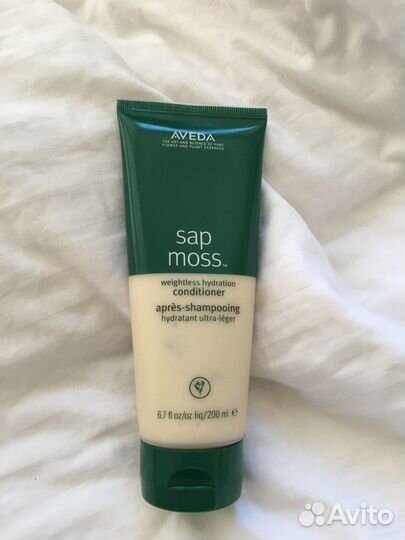 AVEDA
THE ART AND SCIENCE OF PURE
FLOWER AND PLANT ESSENCES
sap
moss™
weightless hydration
conditioner
après-shampooing
hydratant ultra-léger
6.7 fl oz/oz liq/200 ml ℮
Avito